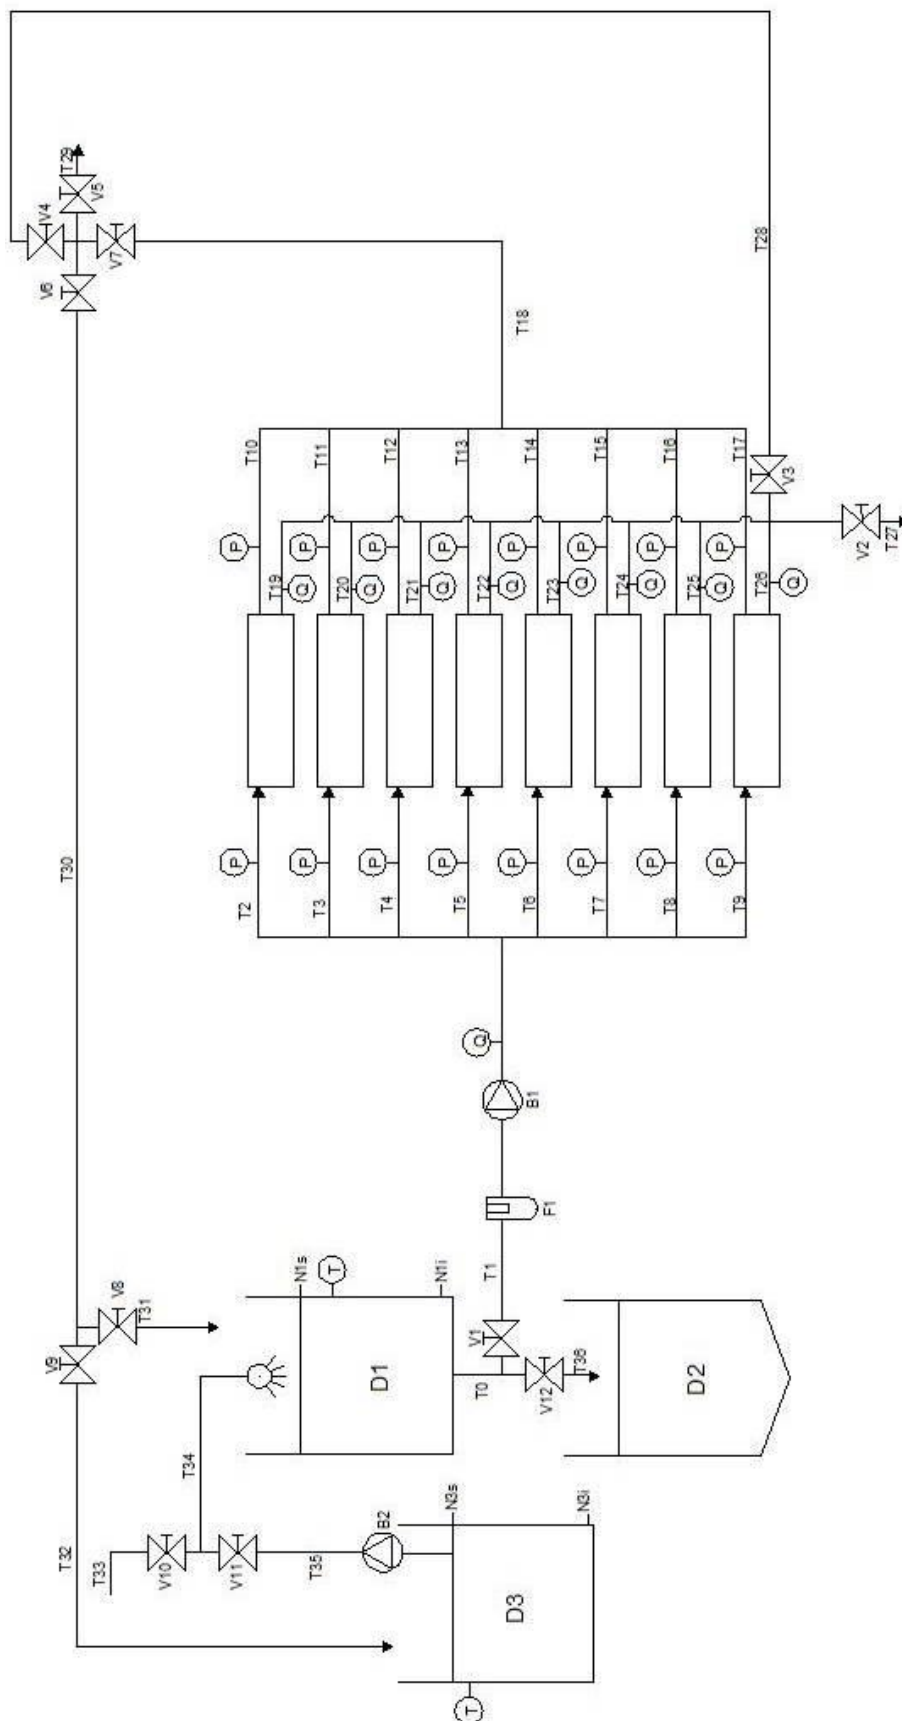 T29
V4
V5
V6
V7
T28
T18
T10
T11
T12
T13
T14
T15
T16
T17
V3
P
P
P
P
P
P
P
P
V2
T27
T19
T20
T21
T22
T23
T24
T25
T26
Q
Q
Q
Q
Q
Q
Q
Q
T30
P
P
P
P
P
P
P
P
T2
T3
T4
T5
T6
T7
T8
T9
Q
B1
F1
N1s
T
N1i
T1
V8
T31
V9
V1
D1
T0
V12
T36
D2
T34
T32
T33
V10
V11
T35
B2
N3s
N3i
D3
T